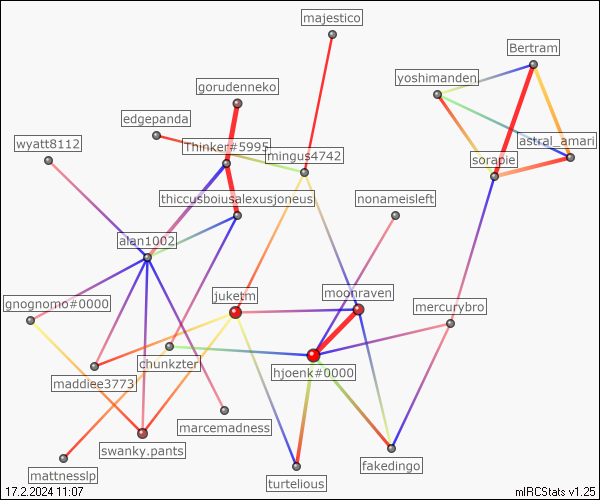 majestico
Bertram
yoshimanden
gorudenneko
edgepanda
wyatt8112
Thinker#5995
mingus4742
astral_amari
sorapie
thiccusboiusalexusjoneus
nonameisleft
alan1002
juketm
moonraven
gnognomo#0000
mercurybro
chunkzter
hjoenk#0000
maddiee3773
marcemadness
swanky.pants
fakedingo
mattnesslp
turtelious
17.2.2024 11:07
mIRCStats v1.25